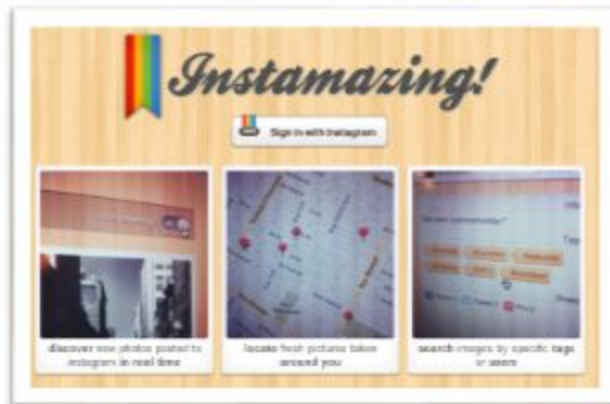 Instamazing!
Sign in with Instagram
discover new photos posted to
instagram in real time
locate fresh pictures taken
around you
search images by specific tags
or users